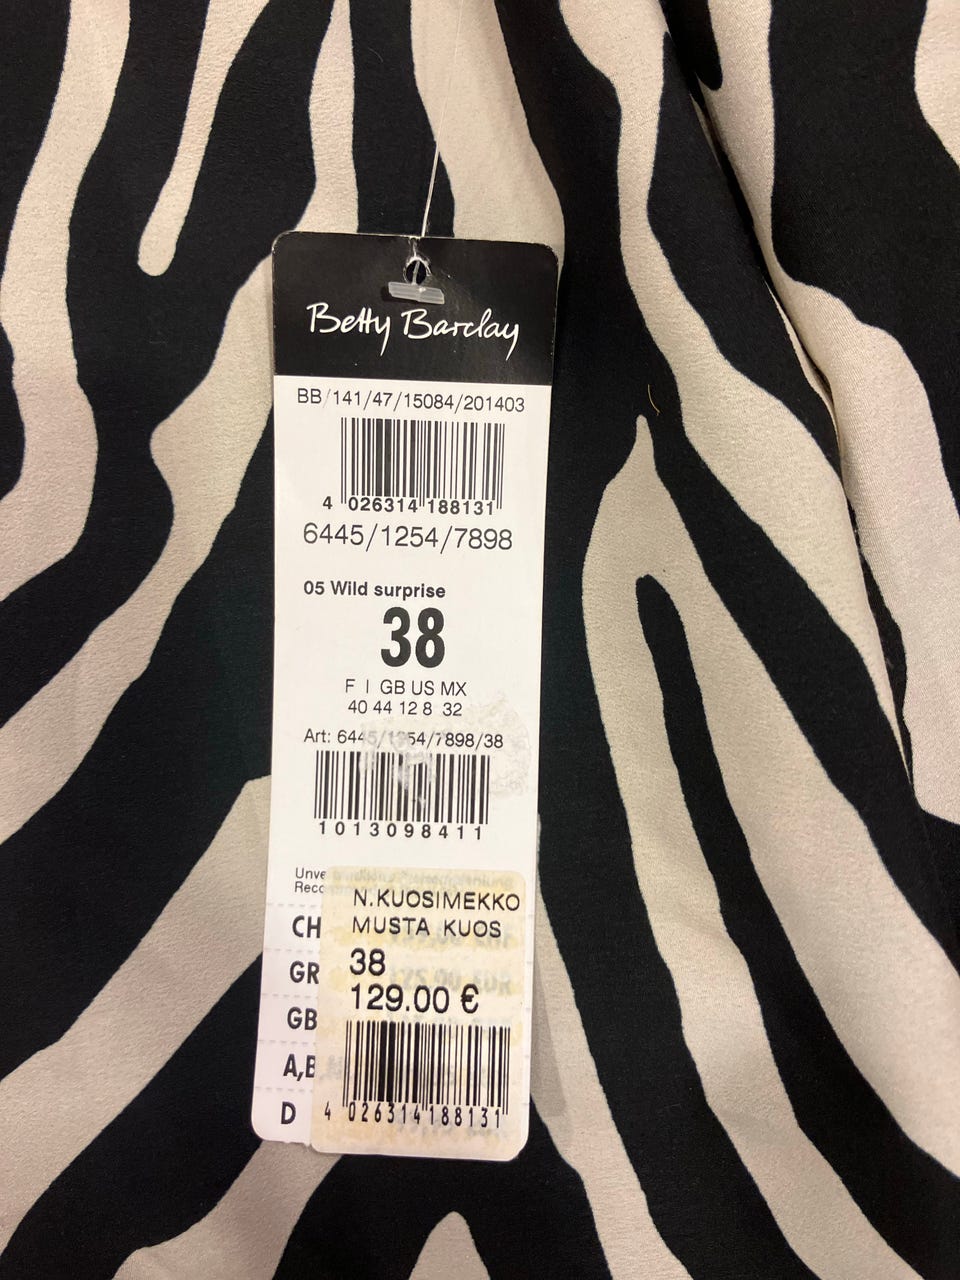 Betty Barclay
BB/141/47/15084/201403
4 026314 188131
6445/1254/7898
05 Wild surprise
38
F I GB US MX
40 44 12 8 32
Art: 6445/1254/7898/38
1013098411
Unve
Reco
N.KUOSIMEKKO
CH MUSTA KUOS
GR 38
129.00 €
GB
A,B
D 4 026314 188131